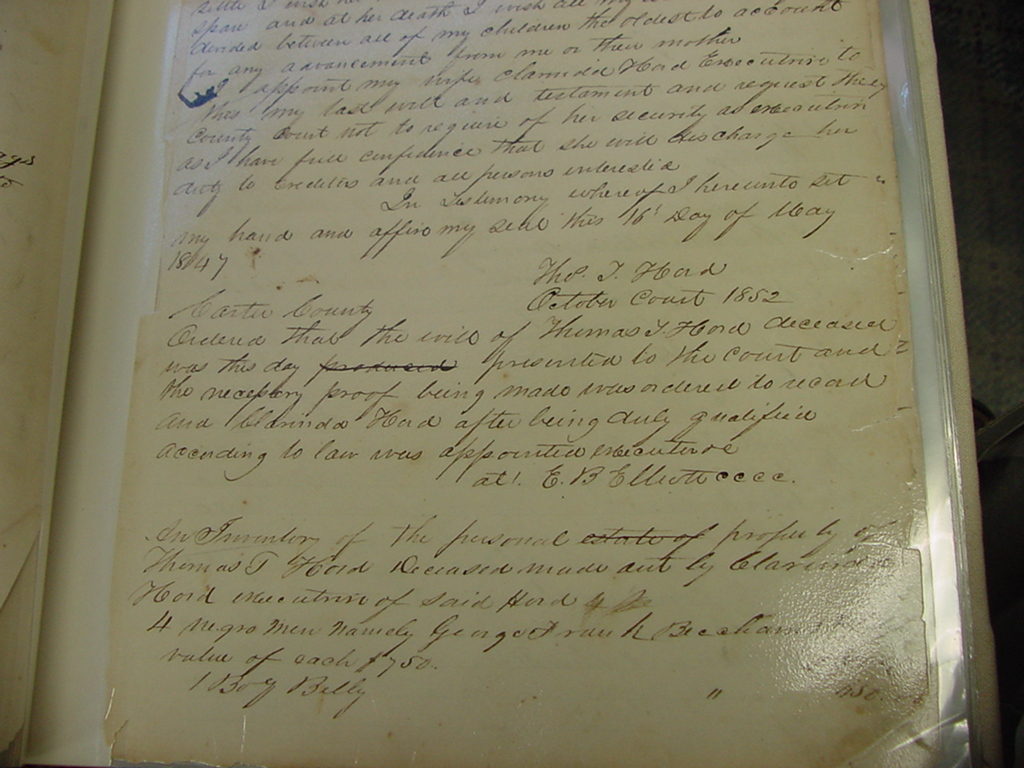 I wish
spare and at her death I wish all my
devided between all of my children the oldest to account
for any advancement from me or their mother
I appoint my wife Clarinda Hord Executrix to
this my last will and testament and request the
County Court not to require of her security as executrix
as I have full confidence that she will discharge her
duty to Creditors and all persons interested
In Testimony whereof I hereunto set
my hand and affix my seal this 16th Day of May
1847
Thos. T. Hord
Carter County
October Court 1852
Ordered that the will of Thomas T Hord deceased
was this day produced presented to the court and
the necessary proof being made was ordered to record
and Clarinda Hord after being duly qualified
according to law was appointed executrix
att. E. B Elliott cccc.
An Inventory of the personal estate of property of
Thomas T Hord Deceased made out by Clarinda
Hord executrix of said Hord
4 negro men namely George Frank Beecham
value of each $750.
1 Boy Billy "